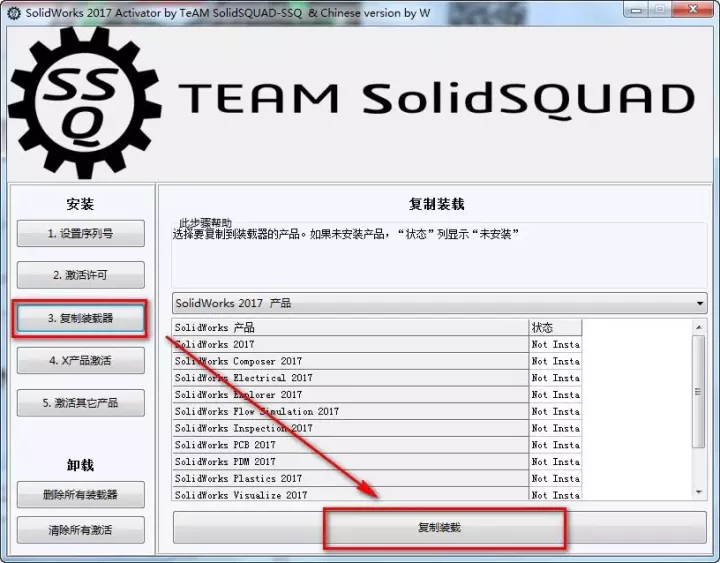 SolidWorks 2017 Activator by TeAM SolidSQUAD-SSQ & Chinese version by W
SSQ
TEAM SolidSQUAD
安装
1. 设置序列号
2. 激活许可
3. 复制装载器
4. X产品激活
5. 激活其它产品
卸载
删除所有装载器
清除所有激活
复制装载
此步骤帮助
选择要复制到装载器的产品。如果未安装产品，“状态”列显示“未安装”
SolidWorks 2017 产品
SolidWorks 产品 状态
SolidWorks 2017 Not Insta
SolidWorks Composer 2017 Not Insta
SolidWorks Electrical 2017 Not Insta
SolidWorks Explorer 2017 Not Insta
SolidWorks Flow Simulation 2017 Not Insta
SolidWorks Inspection 2017 Not Insta
SolidWorks PCB 2017 Not Insta
SolidWorks PDM 2017 Not Insta
SolidWorks Plastics 2017 Not Insta
SolidWorks Visualize 2017 Not Insta
复制装载